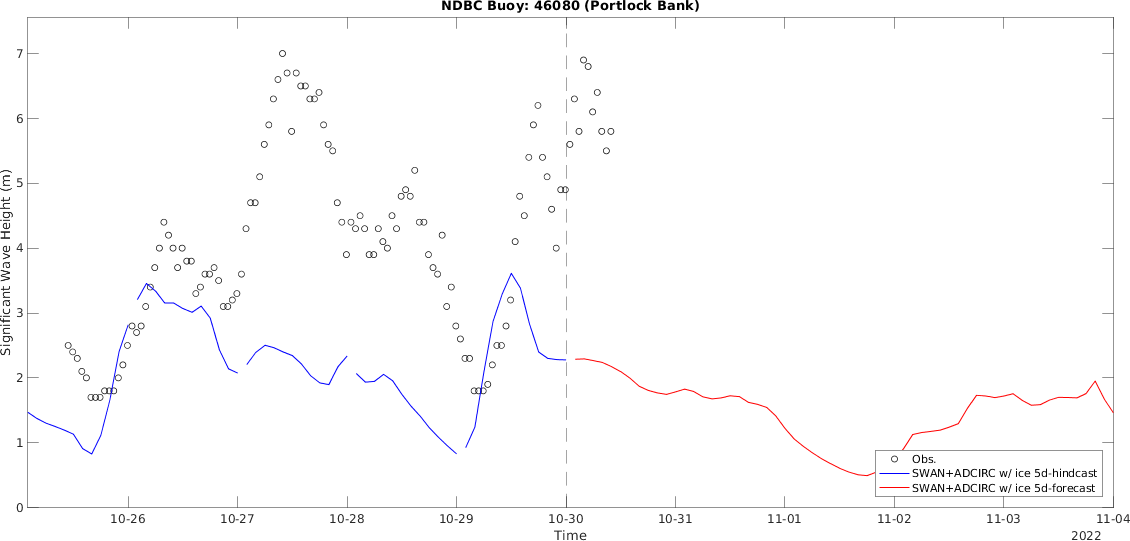 NDBC Buoy: 46080 (Portlock Bank)
Significant Wave Height (m)
7
6
5
4
3
2
1
0
Obs.
SWAN+ADCIRC w/ ice 5d-hindcast
SWAN+ADCIRC w/ ice 5d-forecast
10-26 10-27 10-28 10-29 10-30 10-31 11-01 11-02 11-03 11-04
Time
2022